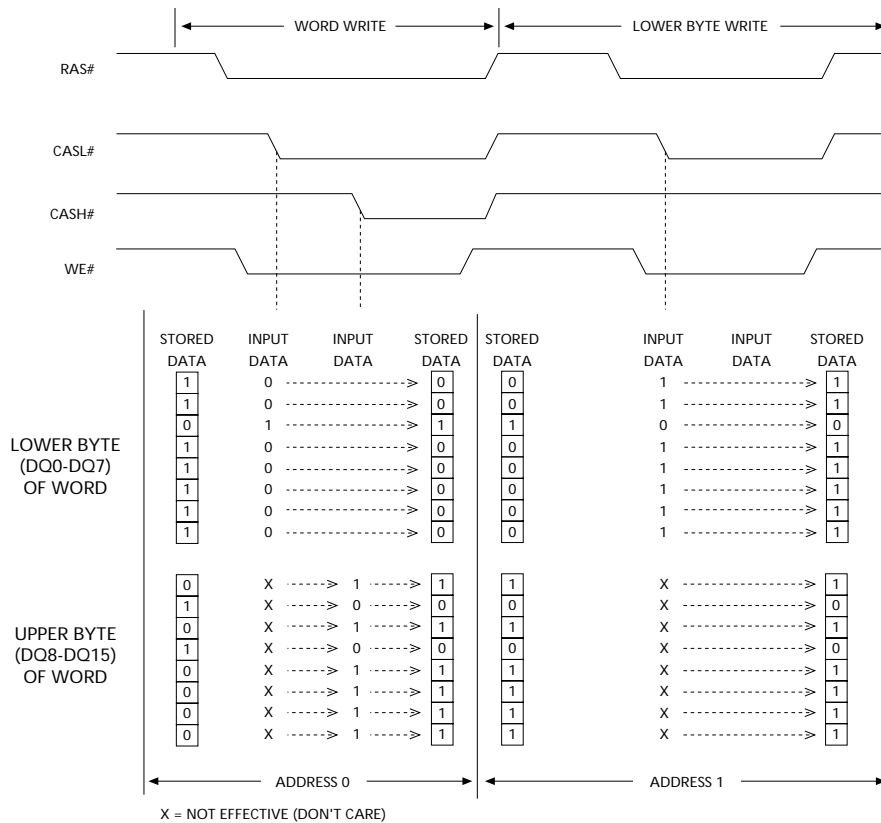 WORD WRITE LOWER BYTE WRITE
RAS#
CASL#
CASH#
WE#
STORED INPUT INPUT STORED STORED INPUT INPUT STORED
DATA DATA DATA DATA DATA DATA DATA DATA
1 0 0 0 1 1
1 0 0 0 1 1
0 1 1 1 0 0
1 0 0 0 1 1
1 0 0 0 1 1
1 0 0 0 1 1
1 0 0 0 1 1
1 0 0 0 1 1
LOWER BYTE
(DQ0-DQ7)
OF WORD
0 X 1 1 1 X 1
1 X 0 0 0 X 0
0 X 1 1 1 X 1
1 X 0 0 0 X 0
0 X 1 1 1 X 1
0 X 1 1 1 X 1
0 X 1 1 1 X 1
0 X 1 1 1 X 1
UPPER BYTE
(DQ8-DQ15)
OF WORD
ADDRESS 0 ADDRESS 1
X = NOT EFFECTIVE (DON'T CARE)